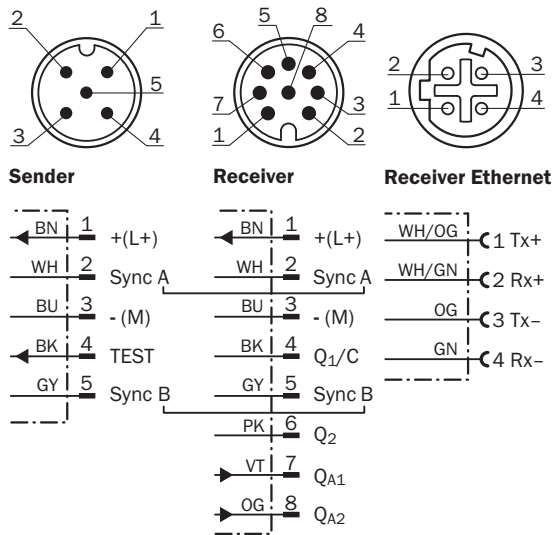 2 1
5
3 4
5 8
6 4
7 3
1 2
2 3
1 4
Sender
BN 1 +(L+)
WH 2 Sync A
BU 3 - (M)
BK 4 TEST
GY 5 Sync B
Receiver
BN 1 +(L+)
WH 2 Sync A
BU 3 - (M)
BK 4 Q1/C
GY 5 Sync B
PK 6 Q2
VT 7 QA1
OG 8 QA2
Receiver Ethernet
WH/OG 1 Tx+
WH/GN 2 Rx+
OG 3 Tx–
GN 4 Rx–